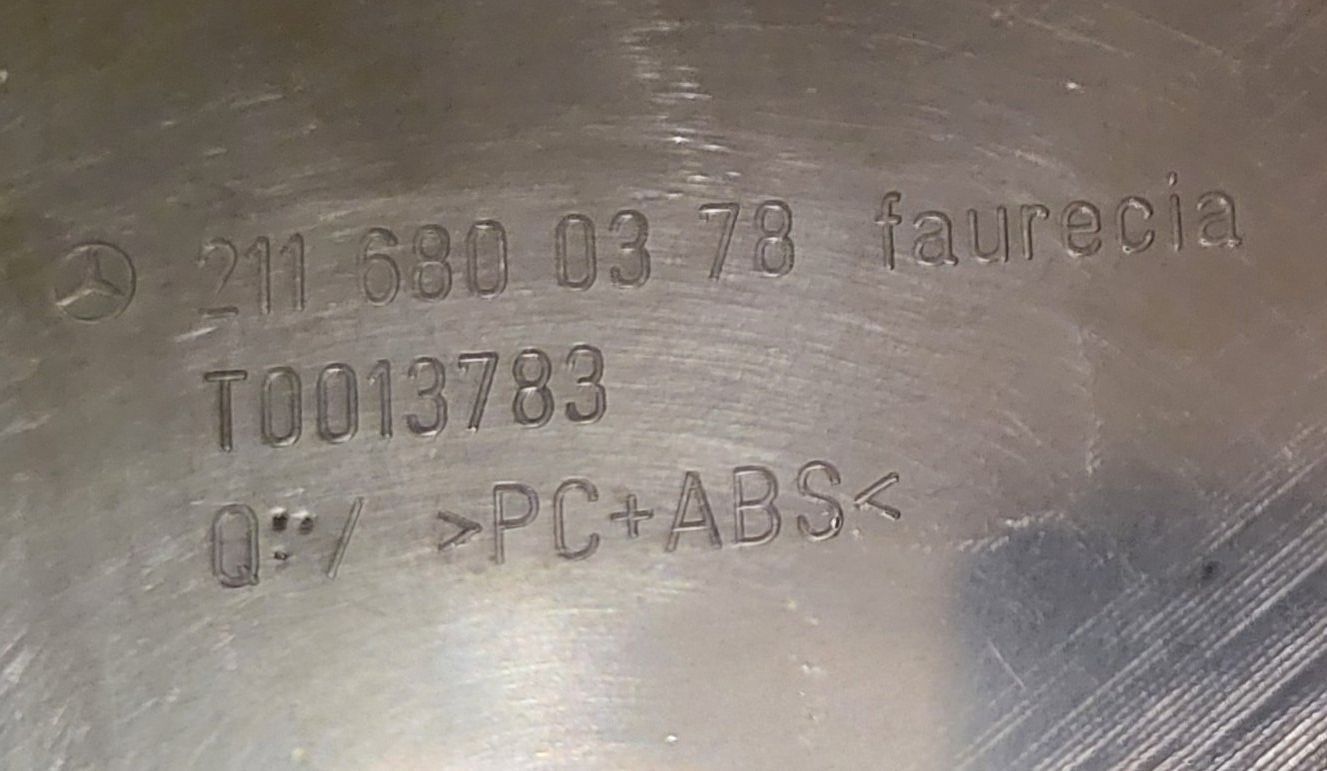 211 680 03 78 faurecia
T0013783
Q:/ >PC+ABS<